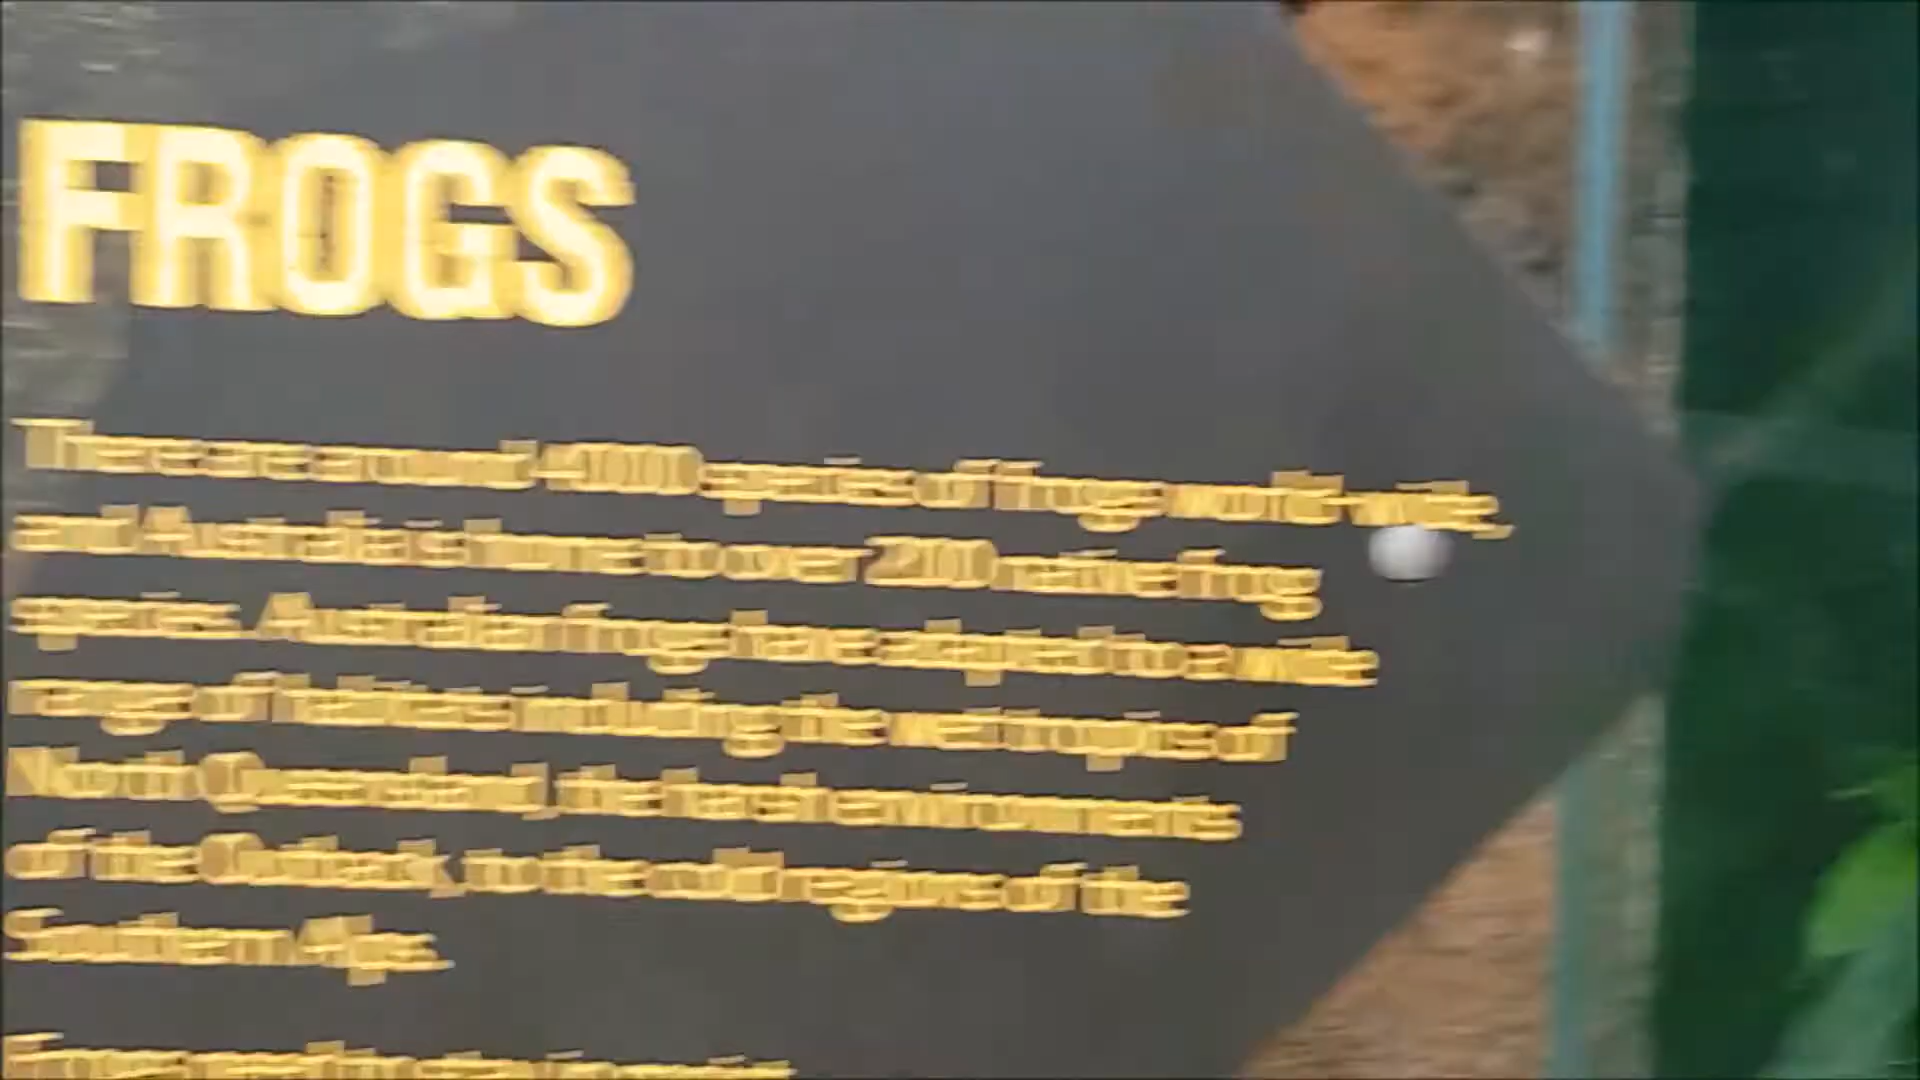 FROGS
There are around 4000 species of frogs world-wide,
and Australia is home to over 200 native frog
species. Australian frogs have adapted to a wide
range of habitats including the wet tropics of
North Queensland, the harsh environments
of the Outback, to the cold regions of the
Southern Alps.